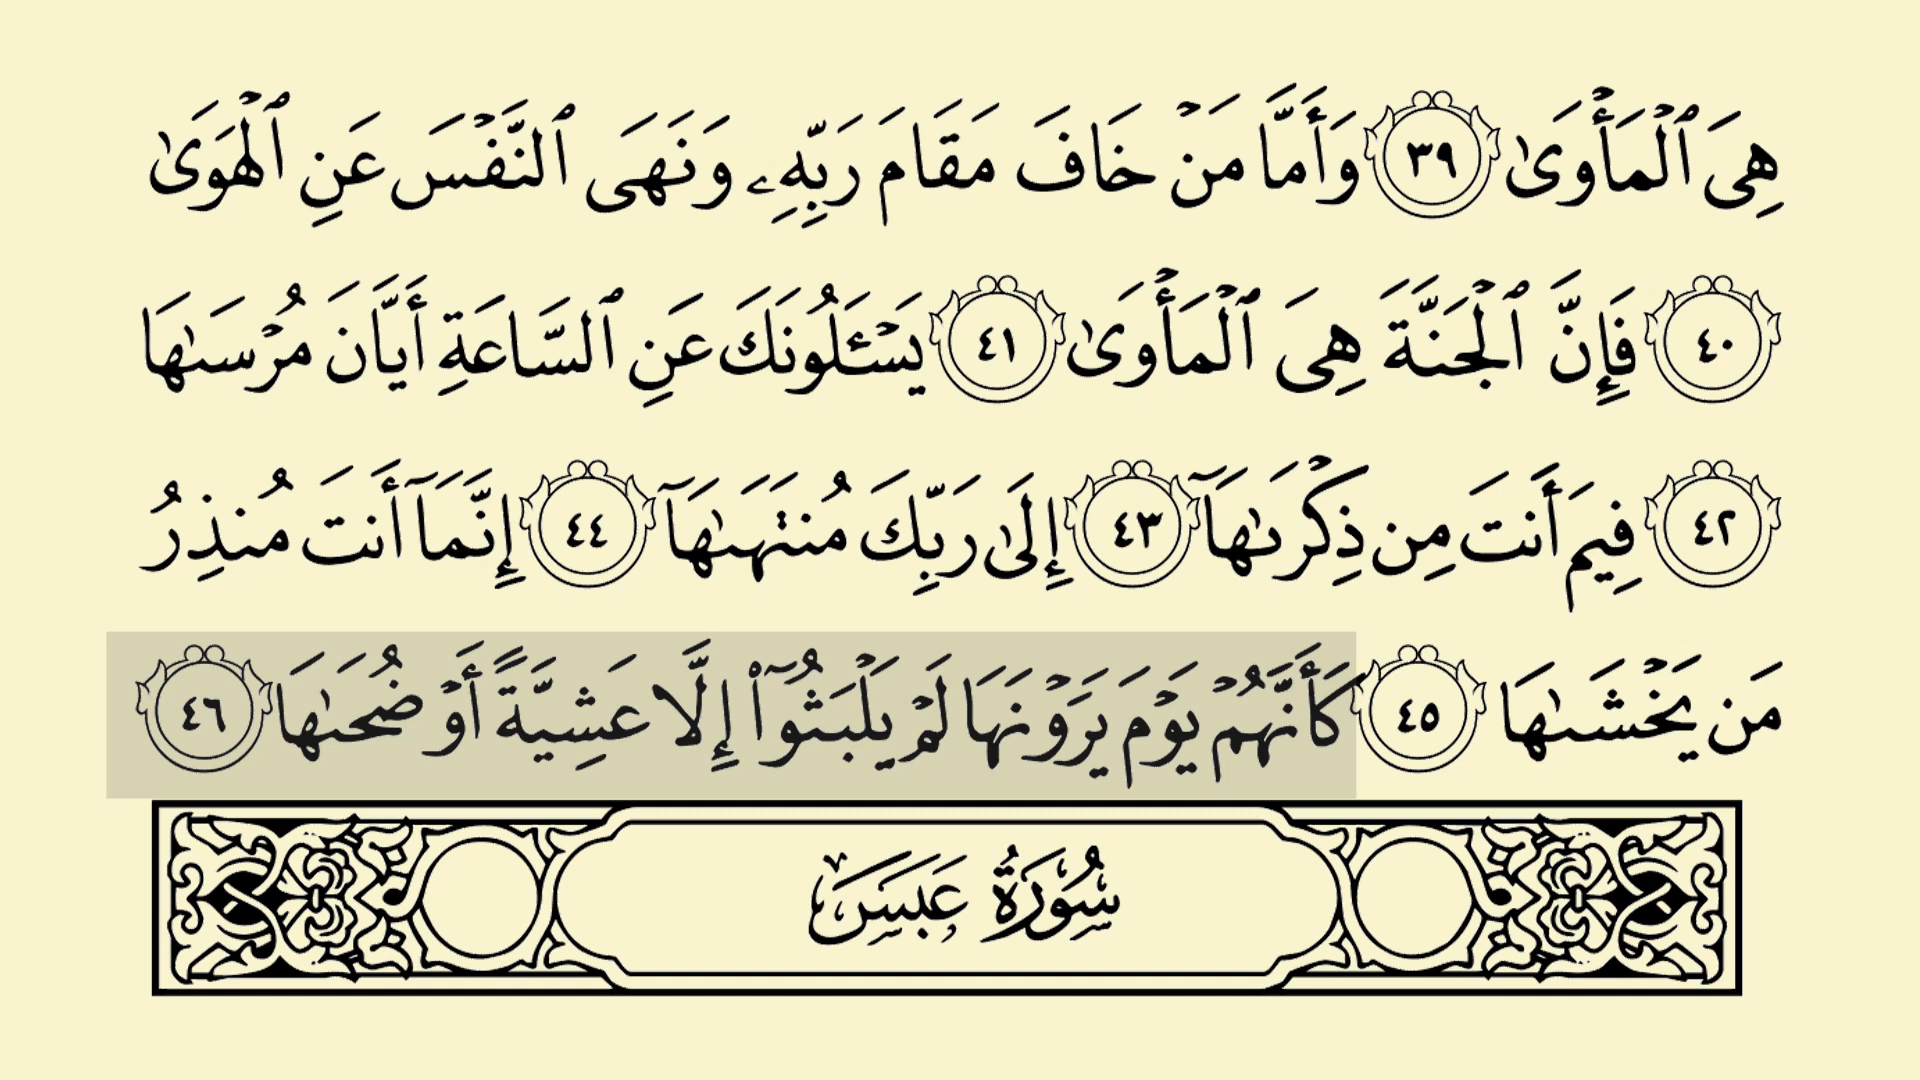 هِيَ ٱلْمَأْوَىٰ ٣٩ وَأَمَّا مَنْ خَافَ مَقَامَ رَبِّهِۦ وَنَهَى ٱلنَّفْسَ عَنِ ٱلْهَوَىٰ
٤٠ فَإِنَّ ٱلْجَنَّةَ هِىَ ٱلْمَأْوَىٰ ٤١ يَسْـَٔلُونَكَ عَنِ ٱلسَّاعَةِ أَيَّانَ مُرْسَىٰهَا
٤٢ فِيمَ أَنتَ مِن ذِكْرَىٰهَآ ٤٣ إِلَىٰ رَبِّكَ مُنتَهَىٰهَآ ٤٤ إِنَّمَآ أَنتَ مُنذِرُ
مَن يَخْشَىٰهَا ٤٥ كَأَنَّهُمْ يَوْمَ يَرَوْنَهَا لَمْ يَلْبَثُوٓا۟ إِلَّا عَشِيَّةً أَوْ ضُحَىٰهَا ٤٦
سُورَةُ عَبَسَ